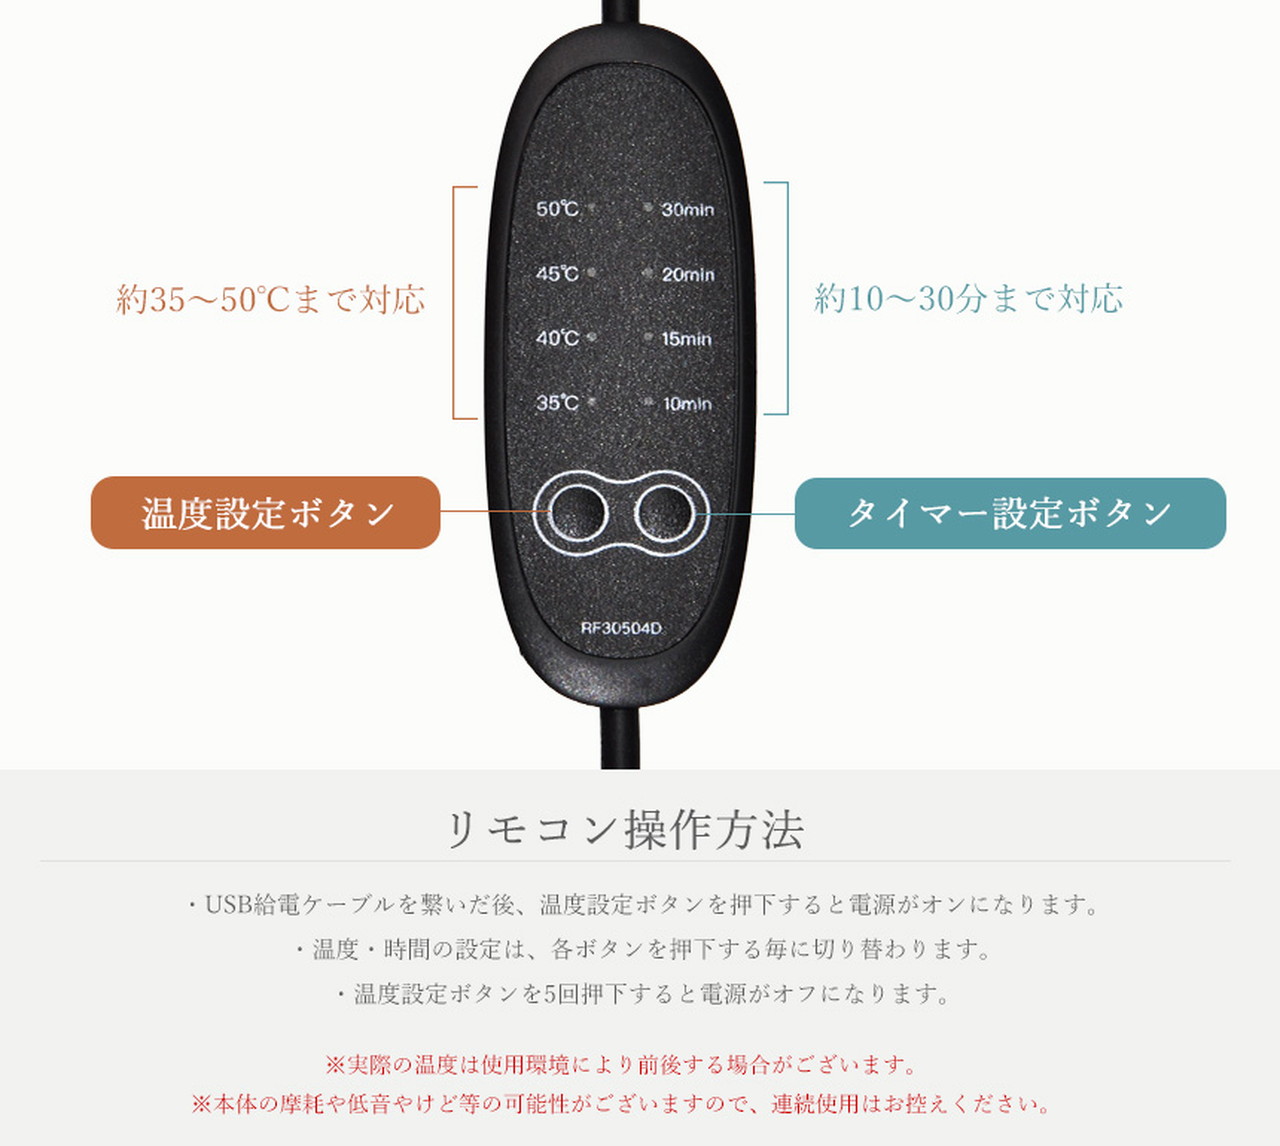 50℃ 30min
45℃ 20min
約35～50℃まで対応
約10～30分まで対応
40℃ 15min
35℃ 10min
温度設定ボタン
タイマー設定ボタン
RF30504D
リモコン操作方法
・USB給電ケーブルを繋いだ後、温度設定ボタンを押下すると電源がオンになります。
・温度・時間の設定は、各ボタンを押下する毎に切り替わります。
・温度設定ボタンを5回押下すると電源がオフになります。
※実際の温度は使用環境により前後する場合がございます。
※本体の摩耗や低音やけど等の可能性がございますので、連続使用はお控えください。